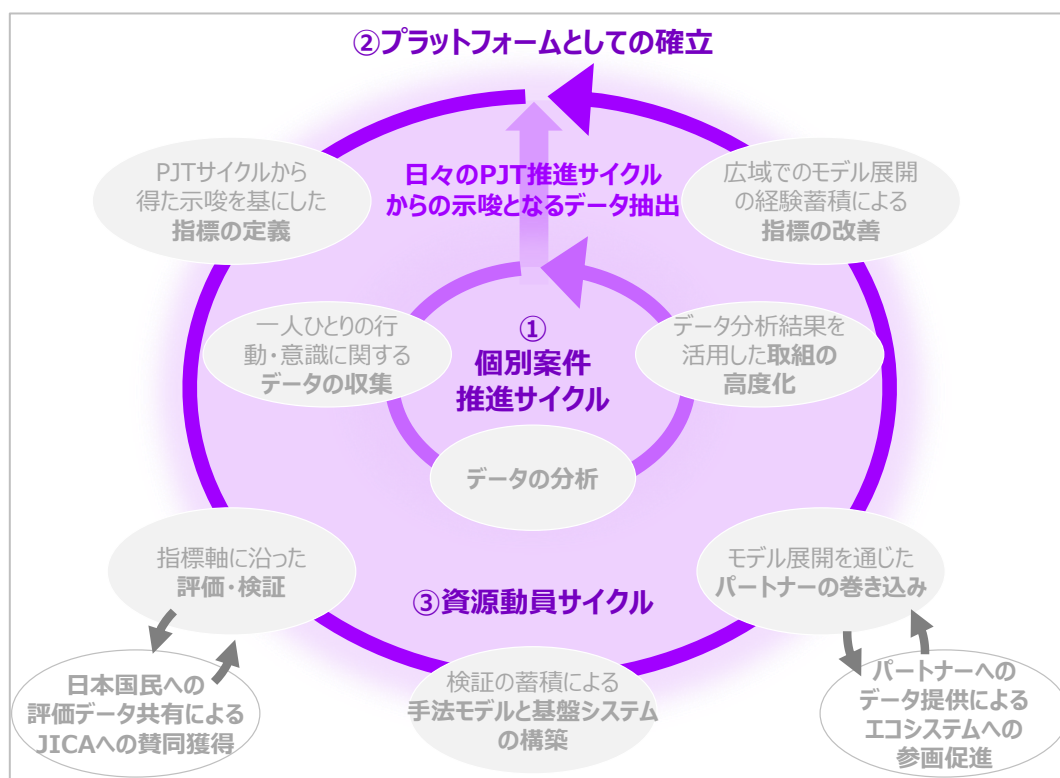 ②プラットフォームとしての確立
PJTサイクルから
得た示唆を基にした
指標の定義
日々のPJT推進サイクル
からの示唆となるデータ抽出
広域でのモデル展開
の経験蓄積による
指標の改善
一人ひとりの行
動・意識に関する
データの収集
①
個別案件
推進サイクル
データ分析結果を
活用した取組の
高度化
データの分析
指標軸に沿った
評価・検証
③資源動員サイクル
モデル展開を通じた
パートナーの巻き込み
日本国民への
評価データ共有による
JICAへの賛同獲得
検証の蓄積による
手法モデルと基盤システム
の構築
パートナーへの
データ提供による
エコシステムへの
参画促進